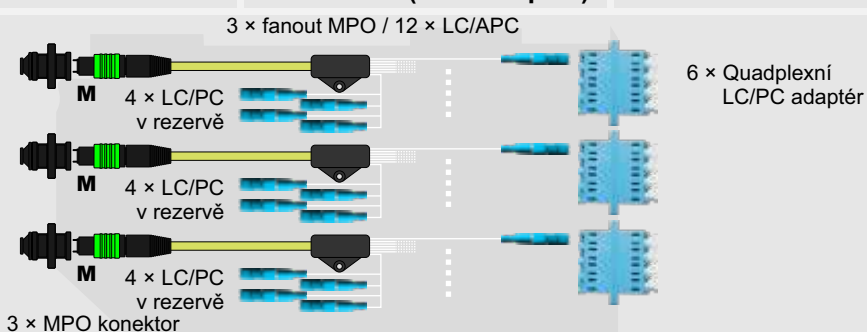 3 × fanout MPO / 12 × LC/APC
6 × Quadplexní
LC/PC adaptér
M
4 × LC/PC
v rezervě
M
4 × LC/PC
v rezervě
M
4 × LC/PC
v rezervě
3 × MPO konektor